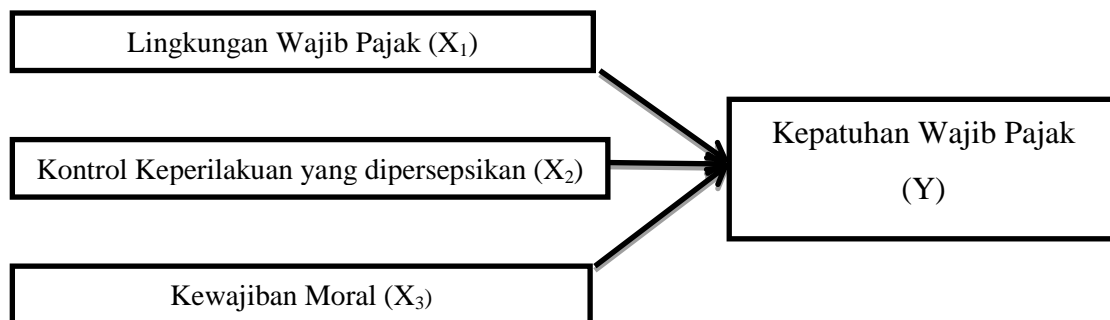 Lingkungan Wajib Pajak (X₁)
Kontrol Keperilakuan yang dipersepsikan (X₂)
Kewajiban Moral (X₃)
Kepatuhan Wajib Pajak
(Y)